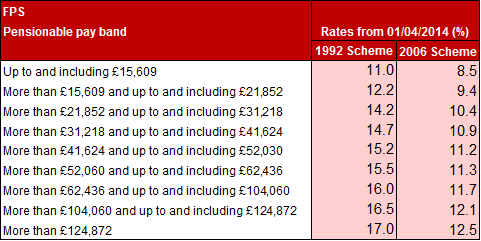 FPS
Pensionable pay band Rates from 01/04/2014 (%)
1992 Scheme 2006 Scheme
Up to and including £15,609 11.0 8.5
More than £15,609 and up to and including £21,852 12.2 9.4
More than £21,852 and up to and including £31,218 14.2 10.4
More than £31,218 and up to and including £41,624 14.7 10.9
More than £41,624 and up to and including £52,030 15.2 11.2
More than £52,060 and up to and including £62,436 15.5 11.3
More than £62,436 and up to and including £104,060 16.0 11.7
More than £104,060 and up to and including £124,872 16.5 12.1
More than £124,872 17.0 12.5